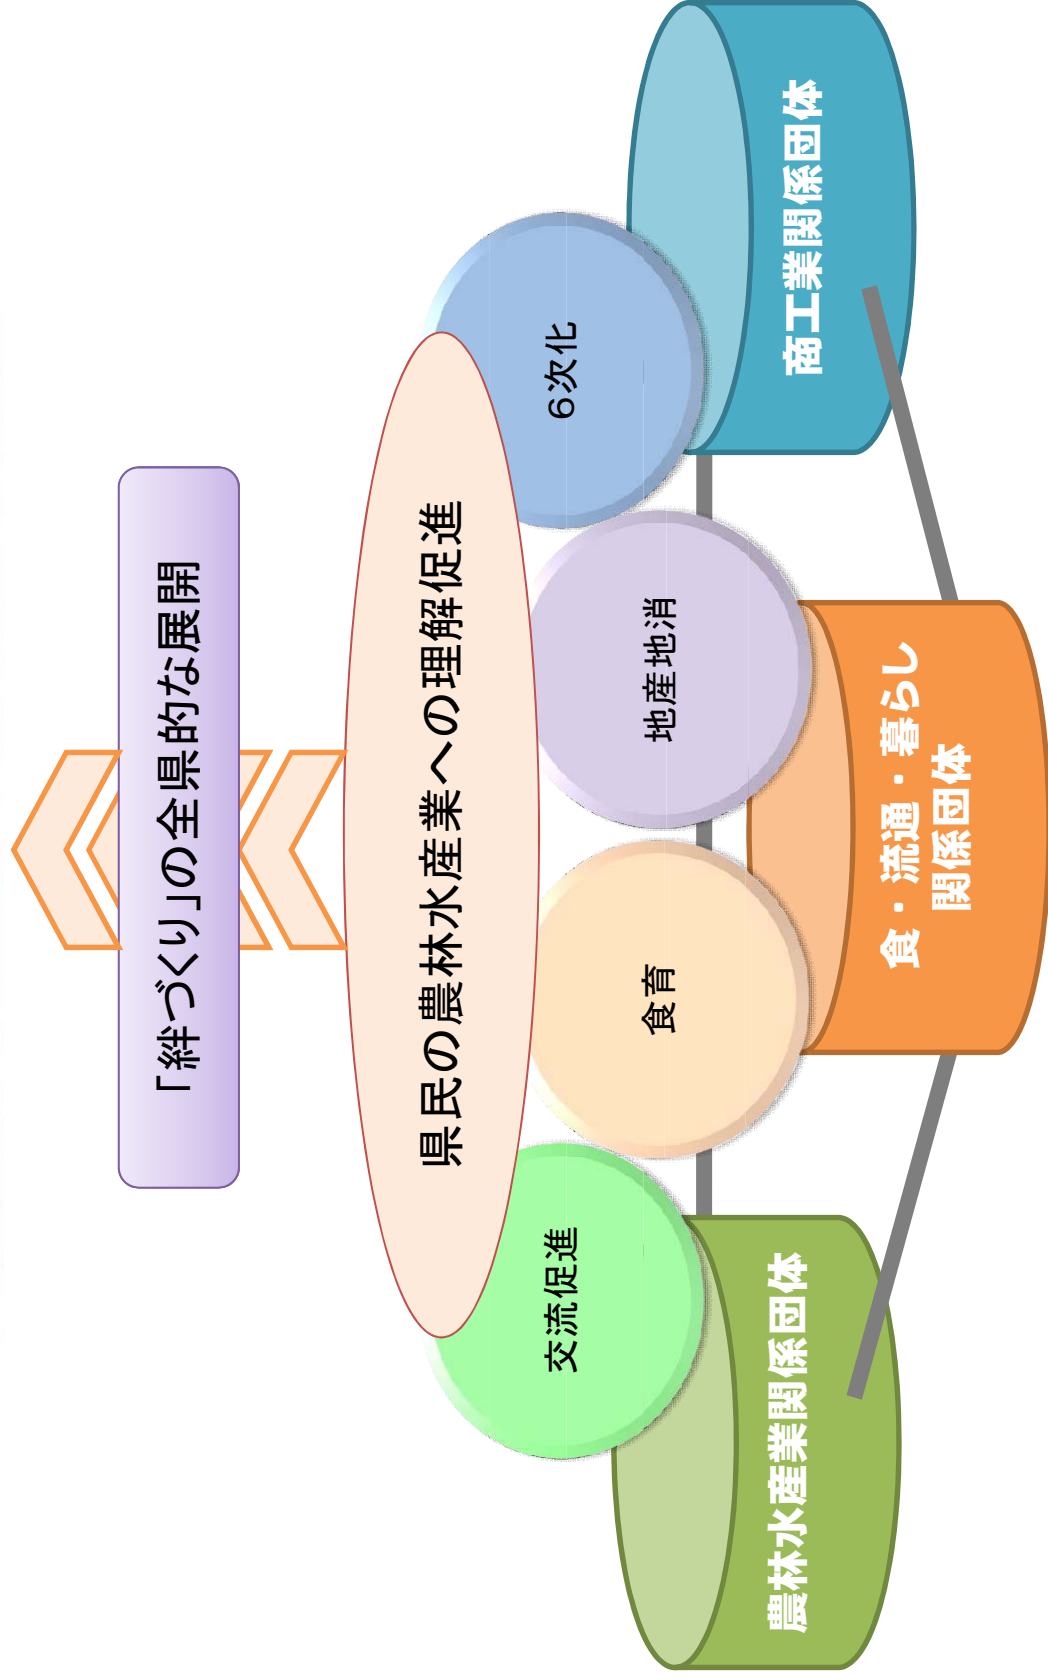 「絆づくり」の全県的な展開
県民の農林水産業への理解促進
交流促進
食育
地産地消
6次化
農林水産業関係団体
食・流通・暮らし
関係団体
商工業関係団体